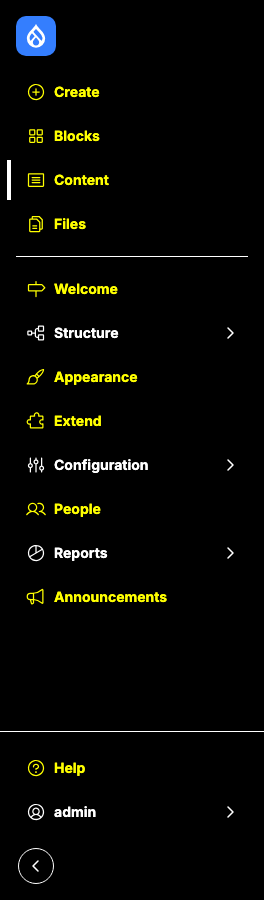 Create
Blocks
Content
Files
Welcome
Structure
Appearance
Extend
Configuration
People
Reports
Announcements
Help
admin